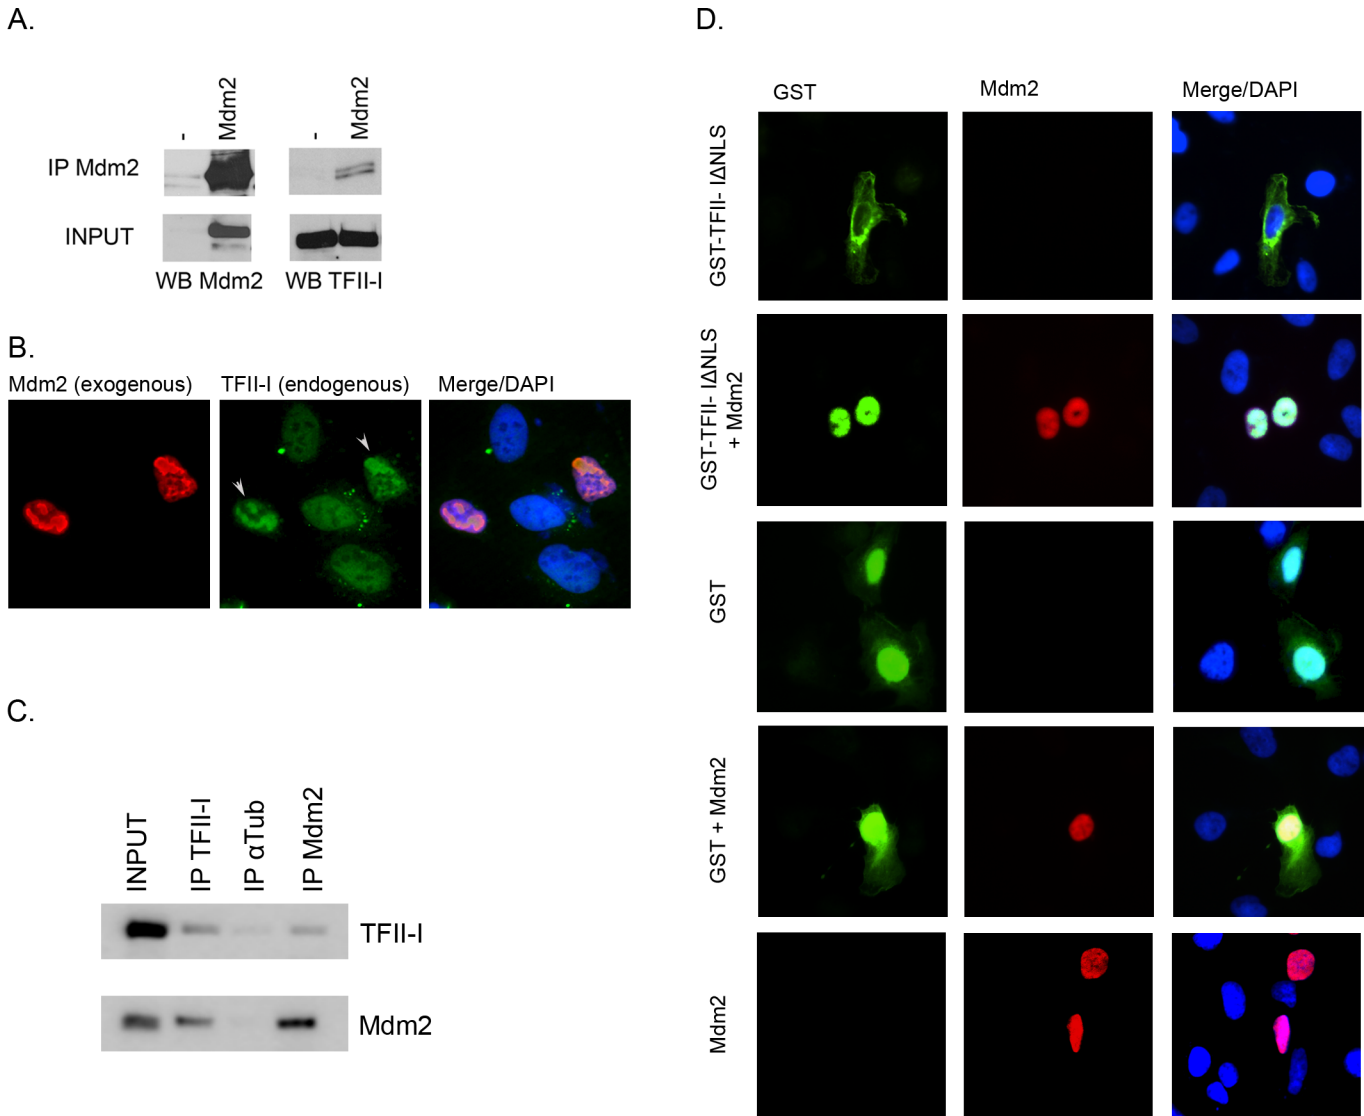 A.
-
Mdm2
-
Mdm2
IP Mdm2
INPUT
WB Mdm2
WB TFII-I
B.
Mdm2 (exogenous)
TFII-I (endogenous)
Merge/DAPI
C.
INPUT
IP TFII-I
IP αTub
IP Mdm2
TFII-I
Mdm2
D.
GST
Mdm2
Merge/DAPI
GST-TFII- IΔNLS
GST-TFII- IΔNLS
+ Mdm2
GST
GST + Mdm2
Mdm2